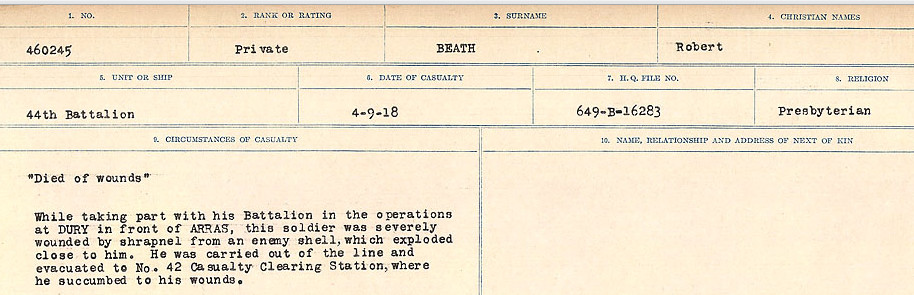 1. NO. 2. RANK OR RATING 3. SURNAME 4. CHRISTIAN NAMES
460245 Private BEATH Robert
5. UNIT OR SHIP 6. DATE OF CASUALTY 7. H.Q. FILE NO. 8. RELIGION
44th Battalion 4-9-18 649-B-16283 Presbyterian
9. CIRCUMSTANCES OF CASUALTY 10. NAME, RELATIONSHIP AND ADDRESS OF NEXT OF KIN
"Died of wounds"
While taking part with his Battalion in the operations
at DURY in front of ARRAS, this soldier was severely
wounded by shrapnel from an enemy shell, which exploded
close to him. He was carried out of the line and
evacuated to No. 42 Casualty Clearing Station, where
he succumbed to his wounds.